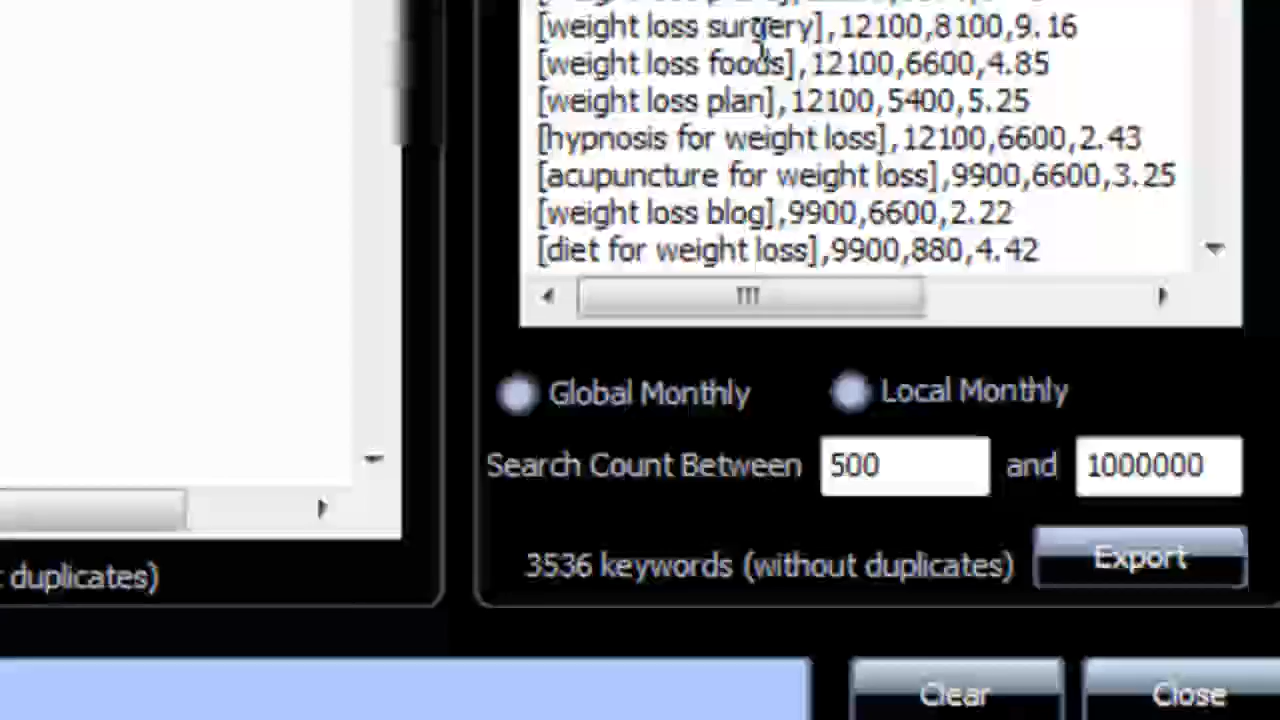 [weight loss surgery],12100,8100,9.16
[weight loss foods],12100,6600,4.85
[weight loss plan],12100,5400,5.25
[hypnosis for weight loss],12100,6600,2.43
[acupuncture for weight loss],9900,6600,3.25
[weight loss blog],9900,6600,2.22
[diet for weight loss],9900,880,4.42
Global Monthly Local Monthly
Search Count Between 500 and 1000000
3536 keywords (without duplicates) Export
duplicates)
Clear Close